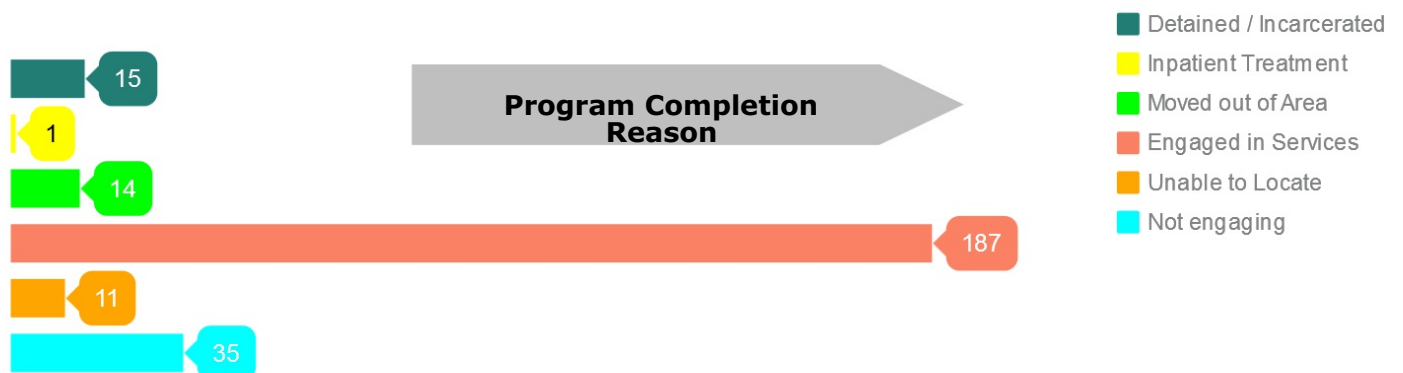 15
1
14
187
11
35
Program Completion
Reason
Detained / Incarcerated
Inpatient Treatment
Moved out of Area
Engaged in Services
Unable to Locate
Not engaging